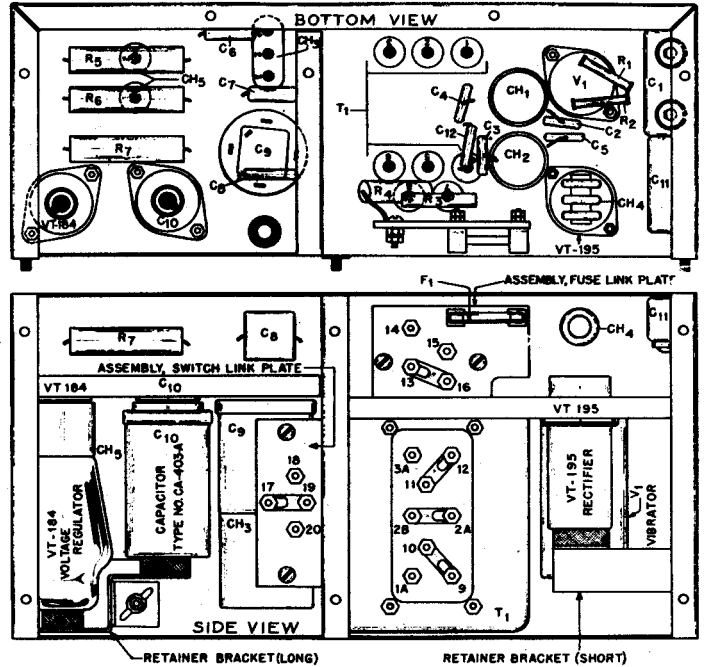 BOTTOM VIEW
C6
CH3
R5
CH5
R6
C7
R7
C9
C8
VT-184
C10
T1
C4
C12
C3
CH1
V1
R1
R2
C1
C2
C5
CH2
R4
R3
CH4
C11
VT-195
F1
ASSEMBLY, FUSE LINK PLATE
R7
C8
ASSEMBLY, SWITCH LINK PLATE
14
15
13
16
CH4
C11
VT 184
C10
VT 195
CH5
C10
CAPACITOR
TYPE NO. CA-403-A
C9
CH3
18
17
19
20
VT-184
VOLTAGE
REGULATOR
3A
12
11
2B
2A
10
1A
9
T1
VT-195
RECTIFIER
V1
VIBRATOR
SIDE VIEW
RETAINER BRACKET (LONG)
RETAINER BRACKET (SHORT)